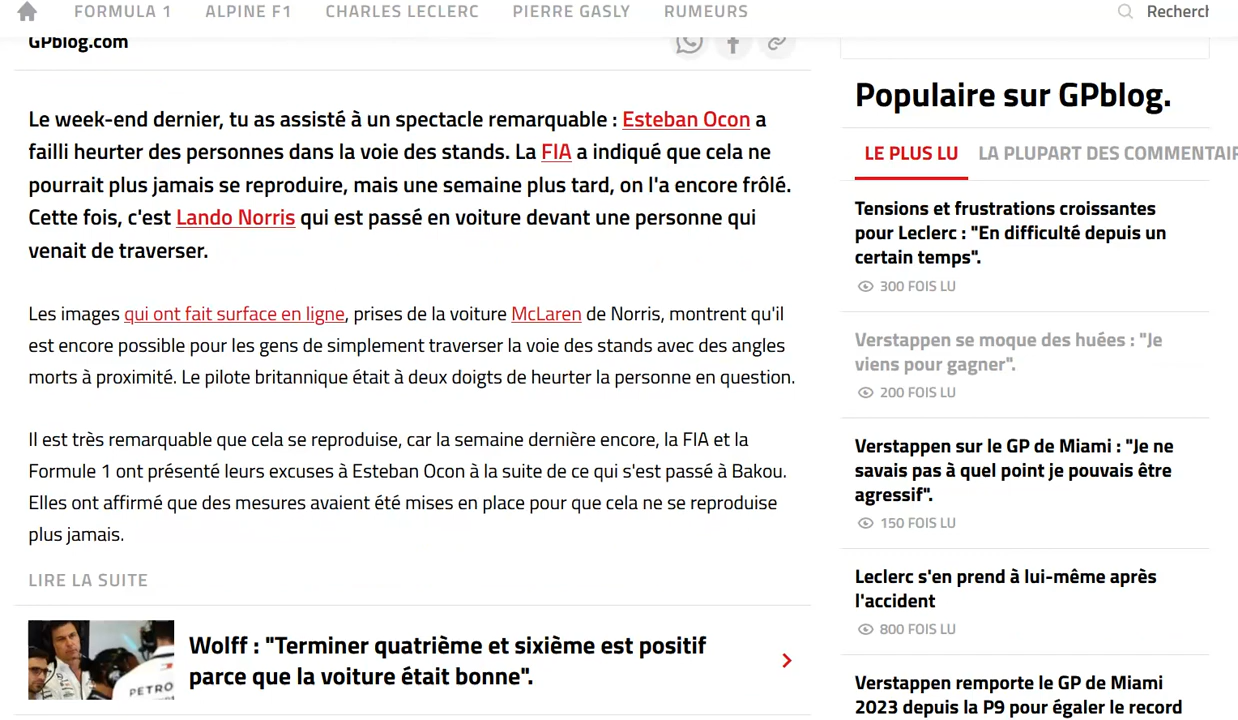 FORMULA 1 ALPINE F1 CHARLES LECLERC PIERRE GASLY RUMEURS Recherch
GPblog.com
Le week-end dernier, tu as assisté à un spectacle remarquable : Esteban Ocon a
failli heurter des personnes dans la voie des stands. La FIA a indiqué que cela ne
pourrait plus jamais se reproduire, mais une semaine plus tard, on l'a encore frôlé.
Cette fois, c'est Lando Norris qui est passé en voiture devant une personne qui
venait de traverser.
Les images qui ont fait surface en ligne, prises de la voiture McLaren de Norris, montrent qu'il
est encore possible pour les gens de simplement traverser la voie des stands avec des angles
morts à proximité. Le pilote britannique était à deux doigts de heurter la personne en question.
Il est très remarquable que cela se reproduise, car la semaine dernière encore, la FIA et la
Formule 1 ont présenté leurs excuses à Esteban Ocon à la suite de ce qui s'est passé à Bakou.
Elles ont affirmé que des mesures avaient été mises en place pour que cela ne se reproduise
plus jamais.
LIRE LA SUITE
PETRO
Wolff : "Terminer quatrième et sixième est positif
parce que la voiture était bonne".
Populaire sur GPblog.
LE PLUS LU LA PLUPART DES COMMENTAIR
Tensions et frustrations croissantes
pour Leclerc : "En difficulté depuis un
certain temps".
300 FOIS LU
Verstappen se moque des huées : "Je
viens pour gagner".
200 FOIS LU
Verstappen sur le GP de Miami : "Je ne
savais pas à quel point je pouvais être
agressif".
150 FOIS LU
Leclerc s'en prend à lui-même après
l'accident
800 FOIS LU
Verstappen remporte le GP de Miami
2023 depuis la P9 pour égaler le record